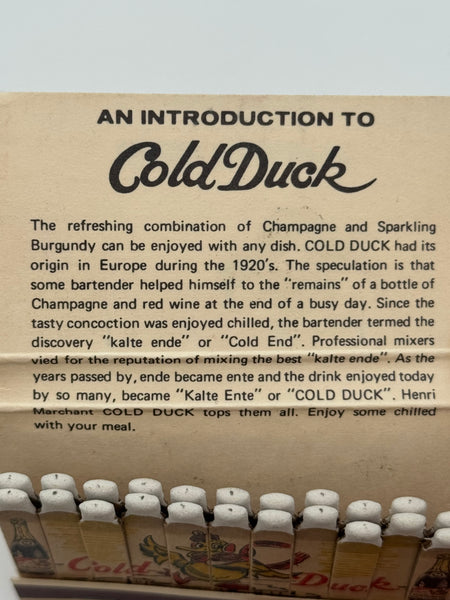 AN INTRODUCTION TO
Cold Duck
The refreshing combination of Champagne and Sparkling
Burgundy can be enjoyed with any dish. COLD DUCK had its
origin in Europe during the 1920's. The speculation is that
some bartender helped himself to the "remains" of a bottle of
Champagne and red wine at the end of a busy day. Since the
tasty concoction was enjoyed chilled, the bartender termed the
discovery "kalte ende" or "Cold End". Professional mixers
vied for the reputation of mixing the best "kalte ende". As the
years passed by, ende became ente and the drink enjoyed today
by so many, became "Kalte Ente" or "COLD DUCK". Henri
Marchant COLD DUCK tops them all. Enjoy some chilled
with your meal.
Cold Duck